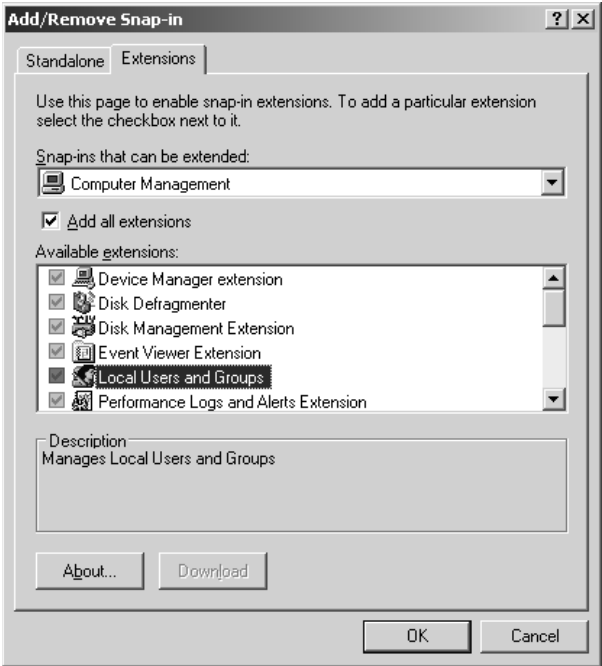 Add/Remove Snap-in
Standalone
Extensions
Use this page to enable snap-in extensions. To add a particular extension
select the checkbox next to it.
Snap-ins that can be extended:
Computer Management
Add all extensions
Available extensions:
Device Manager extension
Disk Defragmenter
Disk Management Extension
Event Viewer Extension
Local Users and Groups
Performance Logs and Alerts Extension
Description
Manages Local Users and Groups
About...
Download
OK
Cancel